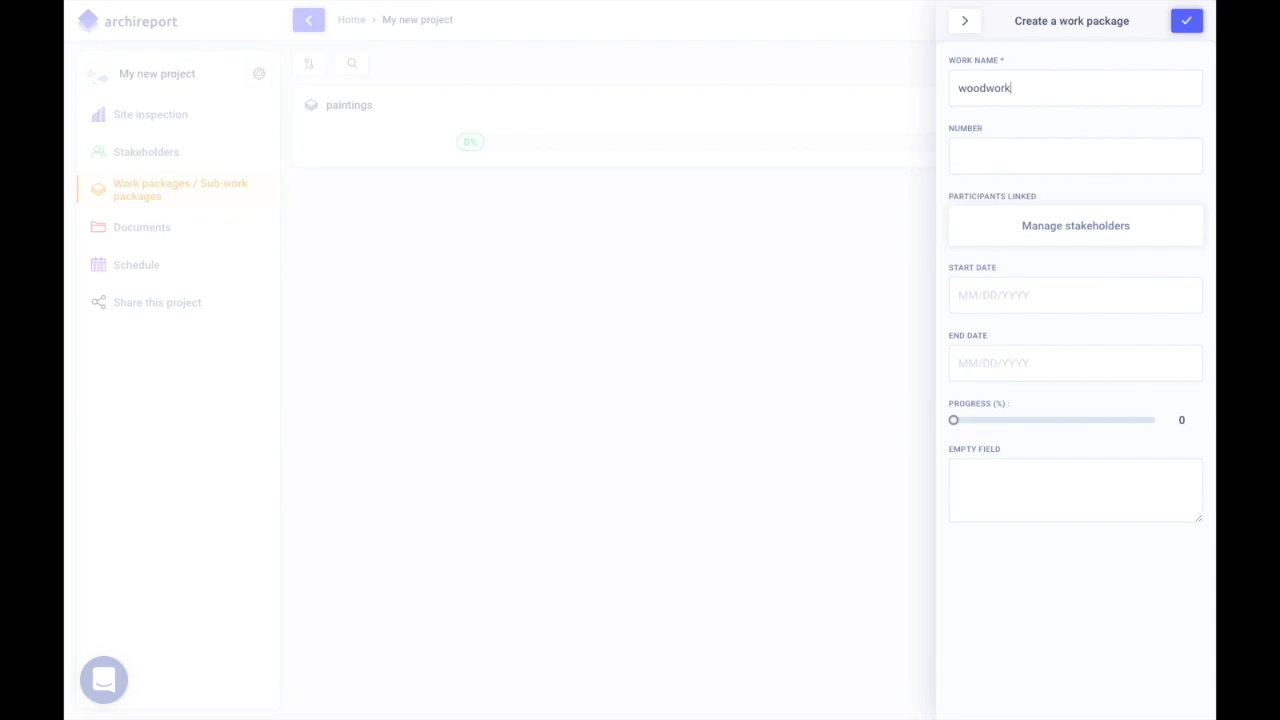 archireport
Home › My new project
Create a work package
My new project
Site inspection
Stakeholders
Work packages / Sub-work
packages
Documents
Schedule
Share this project
paintings
0%
WORK NAME *
woodwork
NUMBER
PARTICIPANTS LINKED
Manage stakeholders
START DATE
MM/DD/YYYY
END DATE
MM/DD/YYYY
PROGRESS (%) :
0
EMPTY FIELD